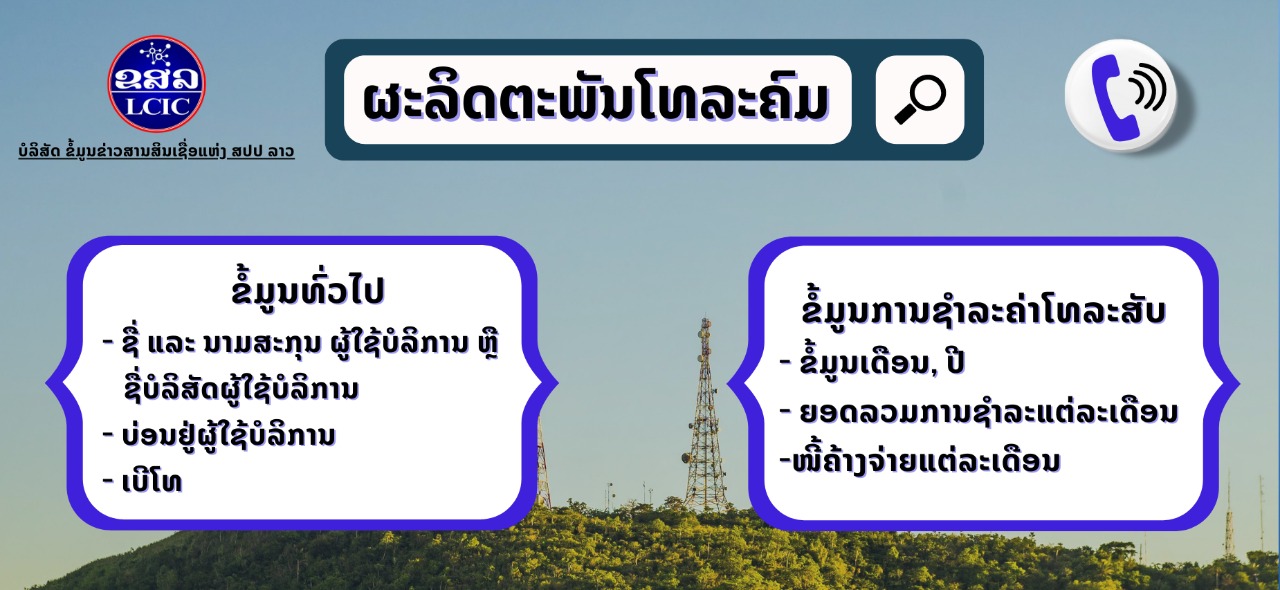 ຂສລ
LCIC
ບໍລິສັດ ຂໍ້ມູນຂ່າວສານສິນເຊື່ອແຫ່ງ ສປປ ລາວ
ຜະລິດຕະພັນໂທລະຄົມ
ຂໍ້ມູນທົ່ວໄປ
- ຊື່ ແລະ ນາມສະກຸນ ຜູ້ໃຊ້ບໍລິການ ຫຼື
ຊື່ບໍລິສັດຜູ້ໃຊ້ບໍລິການ
- ບ່ອນຢູ່ຜູ້ໃຊ້ບໍລິການ
- ເບີໂທ
ຂໍ້ມູນການຊໍາລະຄ່າໂທລະສັບ
- ຂໍ້ມູນເດືອນ, ປີ
- ຍອດລວມການຊໍາລະແຕ່ລະເດືອນ
-ໜີ້ຄ້າງຈ່າຍແຕ່ລະເດືອນ